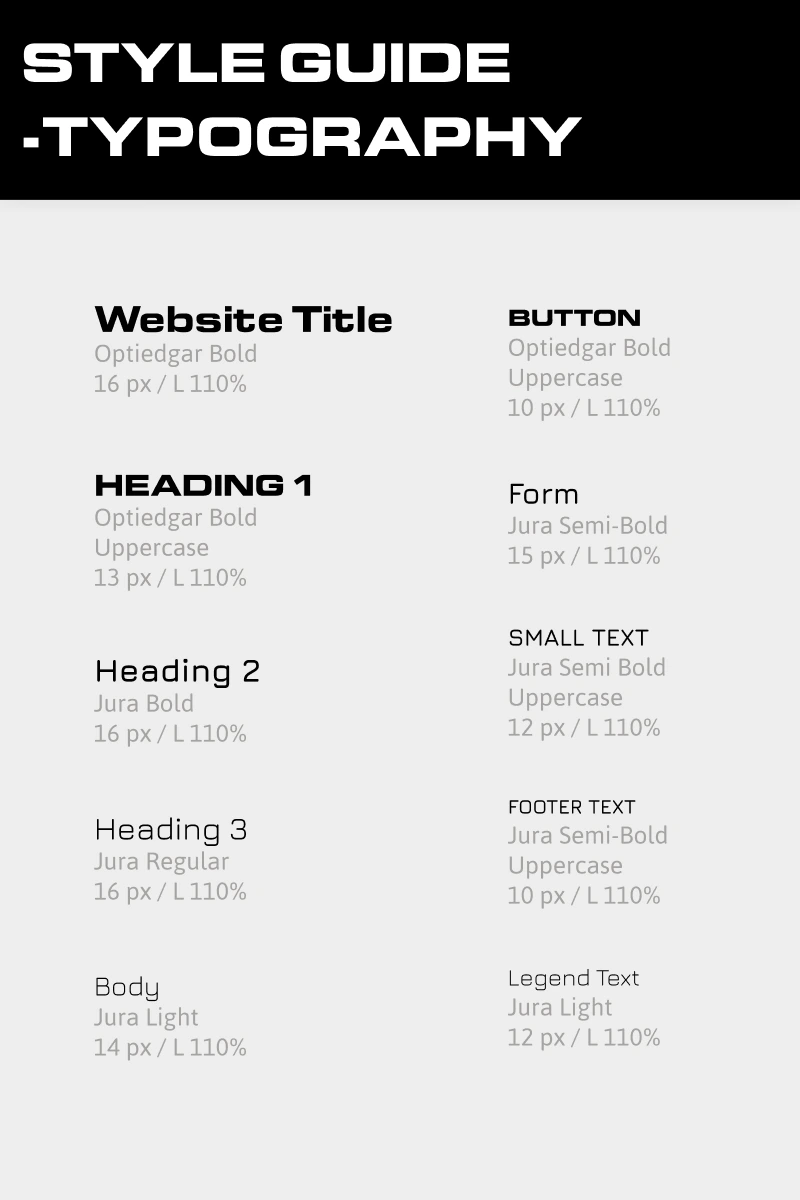 STYLE GUIDE
-TYPOGRAPHY
Website Title
Optiedgar Bold
16 px / L 110%
HEADING 1
Optiedgar Bold
Uppercase
13 px / L 110%
Heading 2
Jura Bold
16 px / L 110%
Heading 3
Jura Regular
16 px / L 110%
Body
Jura Light
14 px / L 110%
BUTTON
Optiedgar Bold
Uppercase
10 px / L 110%
Form
Jura Semi-Bold
15 px / L 110%
SMALL TEXT
Jura Semi Bold
Uppercase
12 px / L 110%
FOOTER TEXT
Jura Semi-Bold
Uppercase
10 px / L 110%
Legend Text
Jura Light
12 px / L 110%